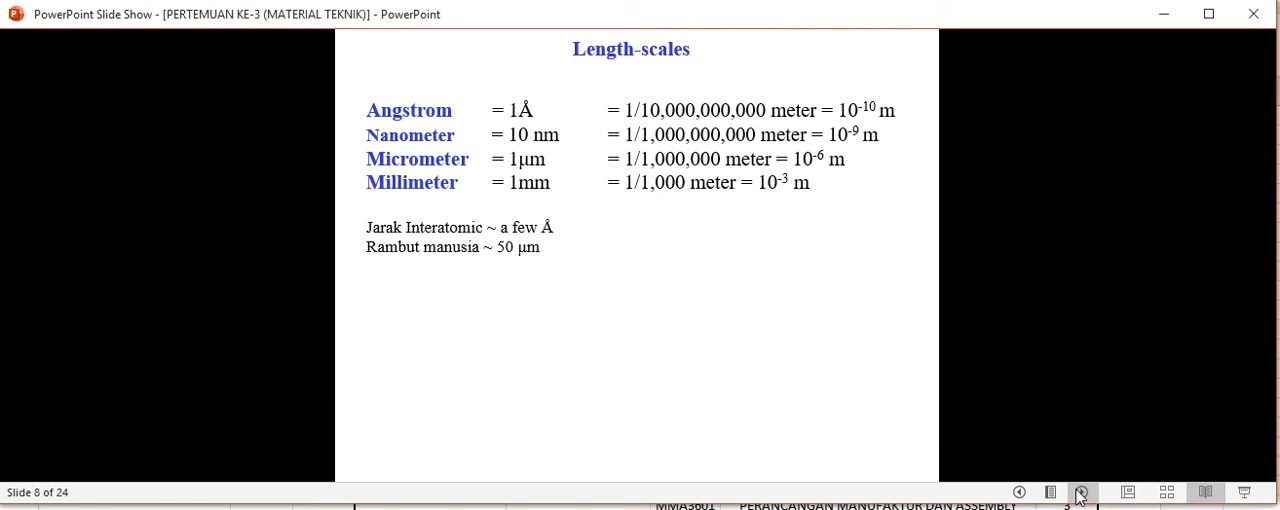 PowerPoint Slide Show - [PERTEMUAN KE-3 (MATERIAL TEKNIK)] - PowerPoint
Length-scales
Angstrom = 1Å = 1/10,000,000,000 meter = 10⁻¹⁰ m
Nanometer = 10 nm = 1/1,000,000,000 meter = 10⁻⁹ m
Micrometer = 1μm = 1/1,000,000 meter = 10⁻⁶ m
Millimeter = 1mm = 1/1,000 meter = 10⁻³ m
Jarak Interatomic ~ a few Å
Rambut manusia ~ 50 μm
Slide 8 of 24
MMA3601 PERANCANGAN MANUFAKTUR DAN ASSEMBLY 3